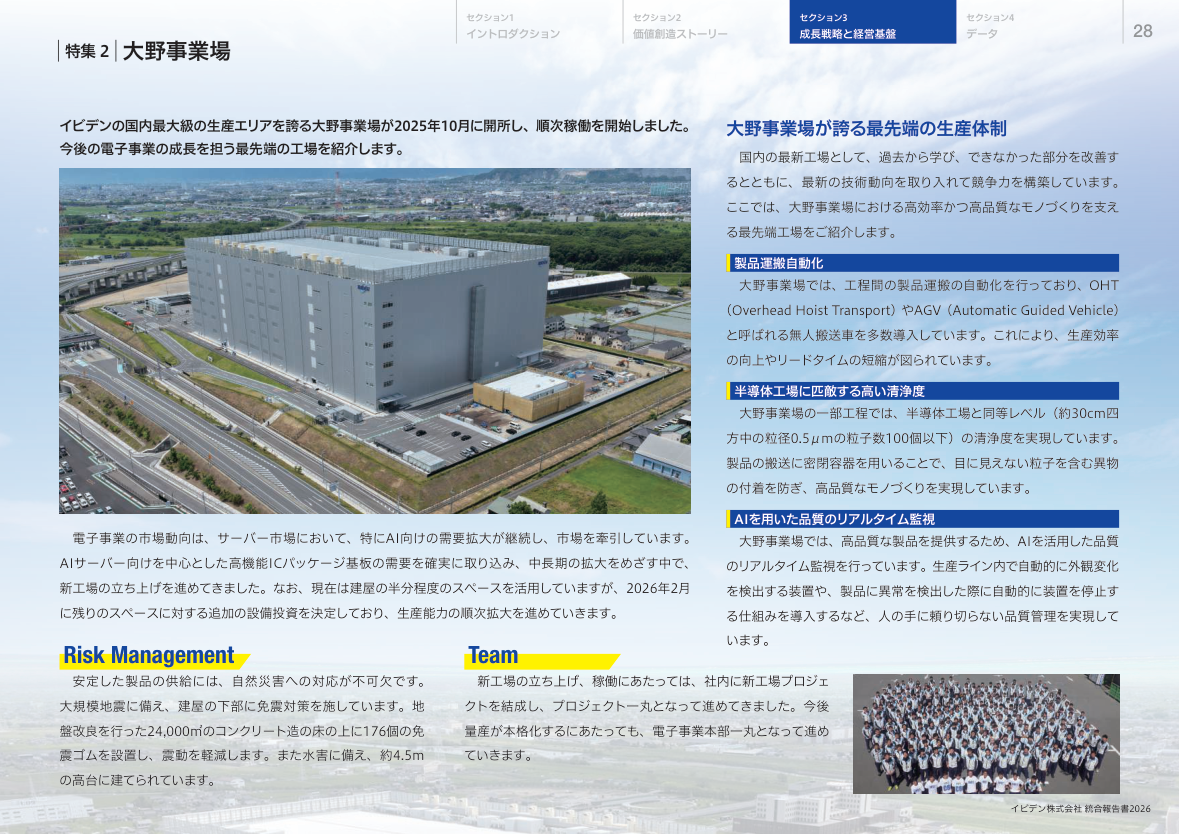 セクション1
イントロダクション
セクション2
価値創造ストーリー
セクション3
成長戦略と経営基盤
セクション4
データ
28
特集 2
大野事業場
イビデンの国内最大級の生産エリアを誇る大野事業場が2025年10月に開所し、順次稼働を開始しました。
今後の電子事業の成長を担う最先端の工場を紹介します。
電子事業の市場動向は、サーバー市場において、特にAI向けの需要拡大が継続し、市場を牽引しています。
AIサーバー向けを中心とした高機能ICパッケージ基板の需要を確実に取り込み、中長期の拡大をめざす中で、
新工場の立ち上げを進めてきました。なお、現在は建屋の半分程度のスペースを活用していますが、2026年2月
に残りのスペースに対する追加の設備投資を決定しており、生産能力の順次拡大を進めていきます。
Risk Management
安定した製品の供給には、自然災害への対応が不可欠です。
大規模地震に備え、建屋の下部に免震対策を施しています。地
盤改良を行った24,000㎡のコンクリート造の床の上に176個の免
震ゴムを設置し、震動を軽減します。また水害に備え、約4.5m
の高台に建てられています。
Team
新工場の立ち上げ、稼働にあたっては、社内に新工場プロジェ
クトを結成し、プロジェクト一丸となって進めてきました。今後
量産が本格化するにあたっても、電子事業本部一丸となって進め
ていきます。
大野事業場が誇る最先端の生産体制
国内の最新工場として、過去から学び、できなかった部分を改善す
るとともに、最新の技術動向を取り入れて競争力を構築しています。
ここでは、大野事業場における高効率かつ高品質なモノづくりを支え
る最先端工場をご紹介します。
製品運搬自動化
大野事業場では、工程間の製品運搬の自動化を行っており、OHT
（Overhead Hoist Transport）やAGV（Automatic Guided Vehicle）
と呼ばれる無人搬送車を多数導入しています。これにより、生産効率
の向上やリードタイムの短縮が図られています。
半導体工場に匹敵する高い清浄度
大野事業場の一部工程では、半導体工場と同等レベル（約30cm四
方中の粒径0.5μmの粒子数100個以下）の清浄度を実現しています。
製品の搬送に密閉容器を用いることで、目に見えない粒子を含む異物
の付着を防ぎ、高品質なモノづくりを実現しています。
AIを用いた品質のリアルタイム監視
大野事業場では、高品質な製品を提供するため、AIを活用した品質
のリアルタイム監視を行っています。生産ライン内で自動的に外観変化
を検出する装置や、製品に異常を検出した際に自動的に装置を停止す
る仕組みを導入するなど、人の手に頼り切らない品質管理を実現して
います。
イビデン株式会社 統合報告書2026